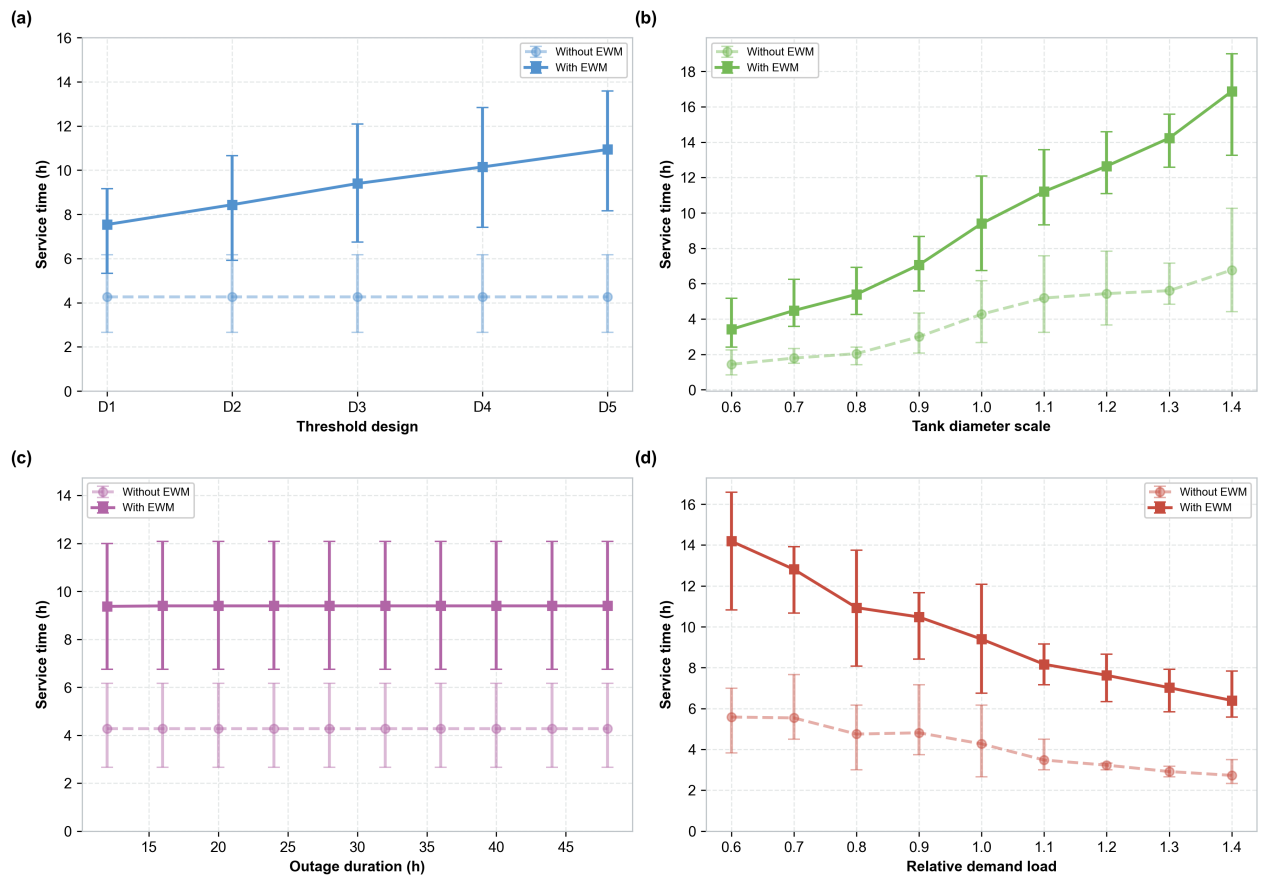 (a)
Service time (h)
16
14
12
10
8
6
4
2
0
Without EWM
With EWM
D1 D2 D3 D4 D5
Threshold design
(b)
Service time (h)
18
16
14
12
10
8
6
4
2
0
Without EWM
With EWM
0.6 0.7 0.8 0.9 1.0 1.1 1.2 1.3 1.4
Tank diameter scale
(c)
Service time (h)
14
12
10
8
6
4
2
0
Without EWM
With EWM
15 20 25 30 35 40 45
Outage duration (h)
(d)
Service time (h)
16
14
12
10
8
6
4
2
0
Without EWM
With EWM
0.6 0.7 0.8 0.9 1.0 1.1 1.2 1.3 1.4
Relative demand load